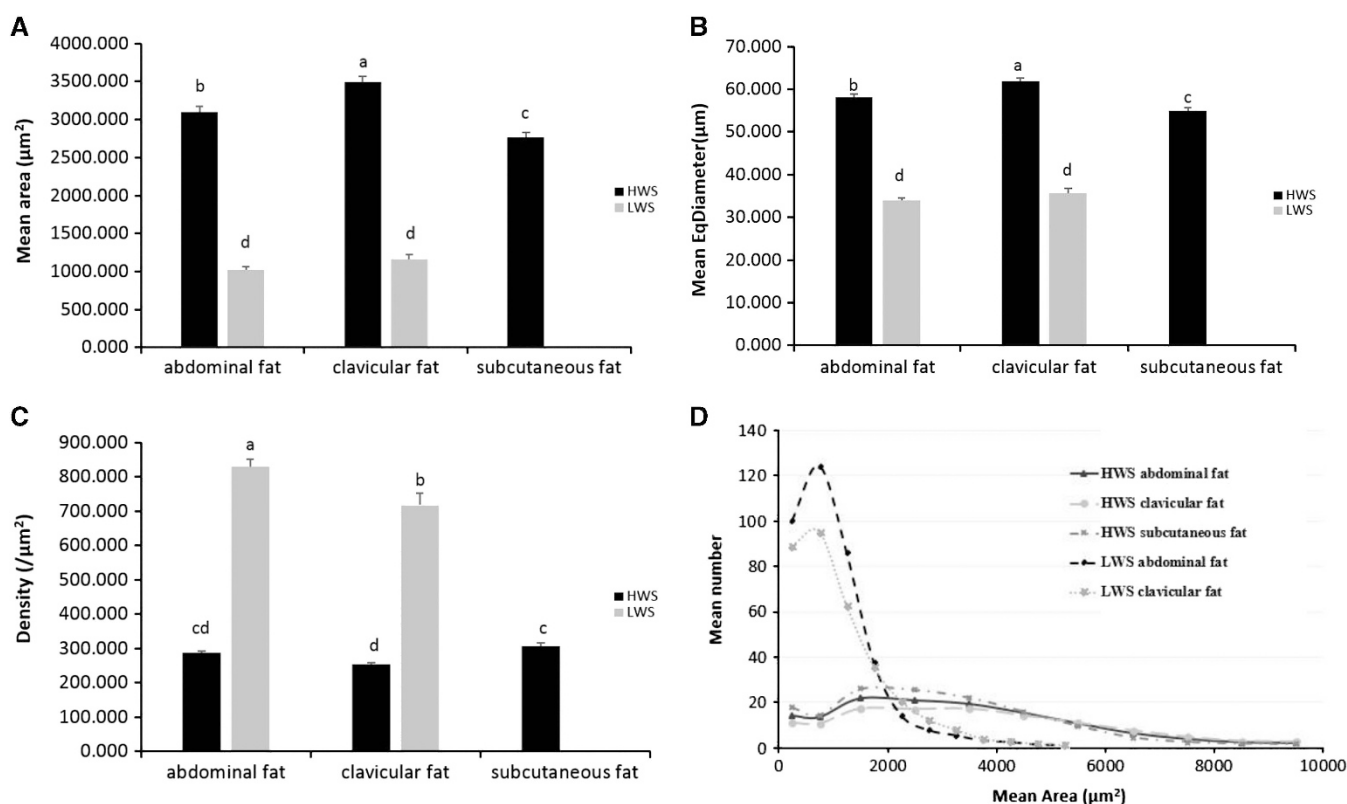 A
4000.000
3500.000
3000.000
2500.000
2000.000
1500.000
1000.000
500.000
0.000
Mean area (µm²)
b
d
a
d
c
abdominal fat
clavicular fat
subcutaneous fat
HWS
LWS
B
70.000
60.000
50.000
40.000
30.000
20.000
10.000
0.000
Mean EqDiameter(µm)
b
d
a
d
c
abdominal fat
clavicular fat
subcutaneous fat
HWS
LWS
C
900.000
800.000
700.000
600.000
500.000
400.000
300.000
200.000
100.000
0.000
Density (/µm²)
cd
a
d
b
c
abdominal fat
clavicular fat
subcutaneous fat
HWS
LWS
D
140
120
100
80
60
40
20
0
Mean number
HWS abdominal fat
HWS clavicular fat
HWS subcutaneous fat
LWS abdominal fat
LWS clavicular fat
0
2000
4000
6000
8000
10000
Mean Area (µm²)